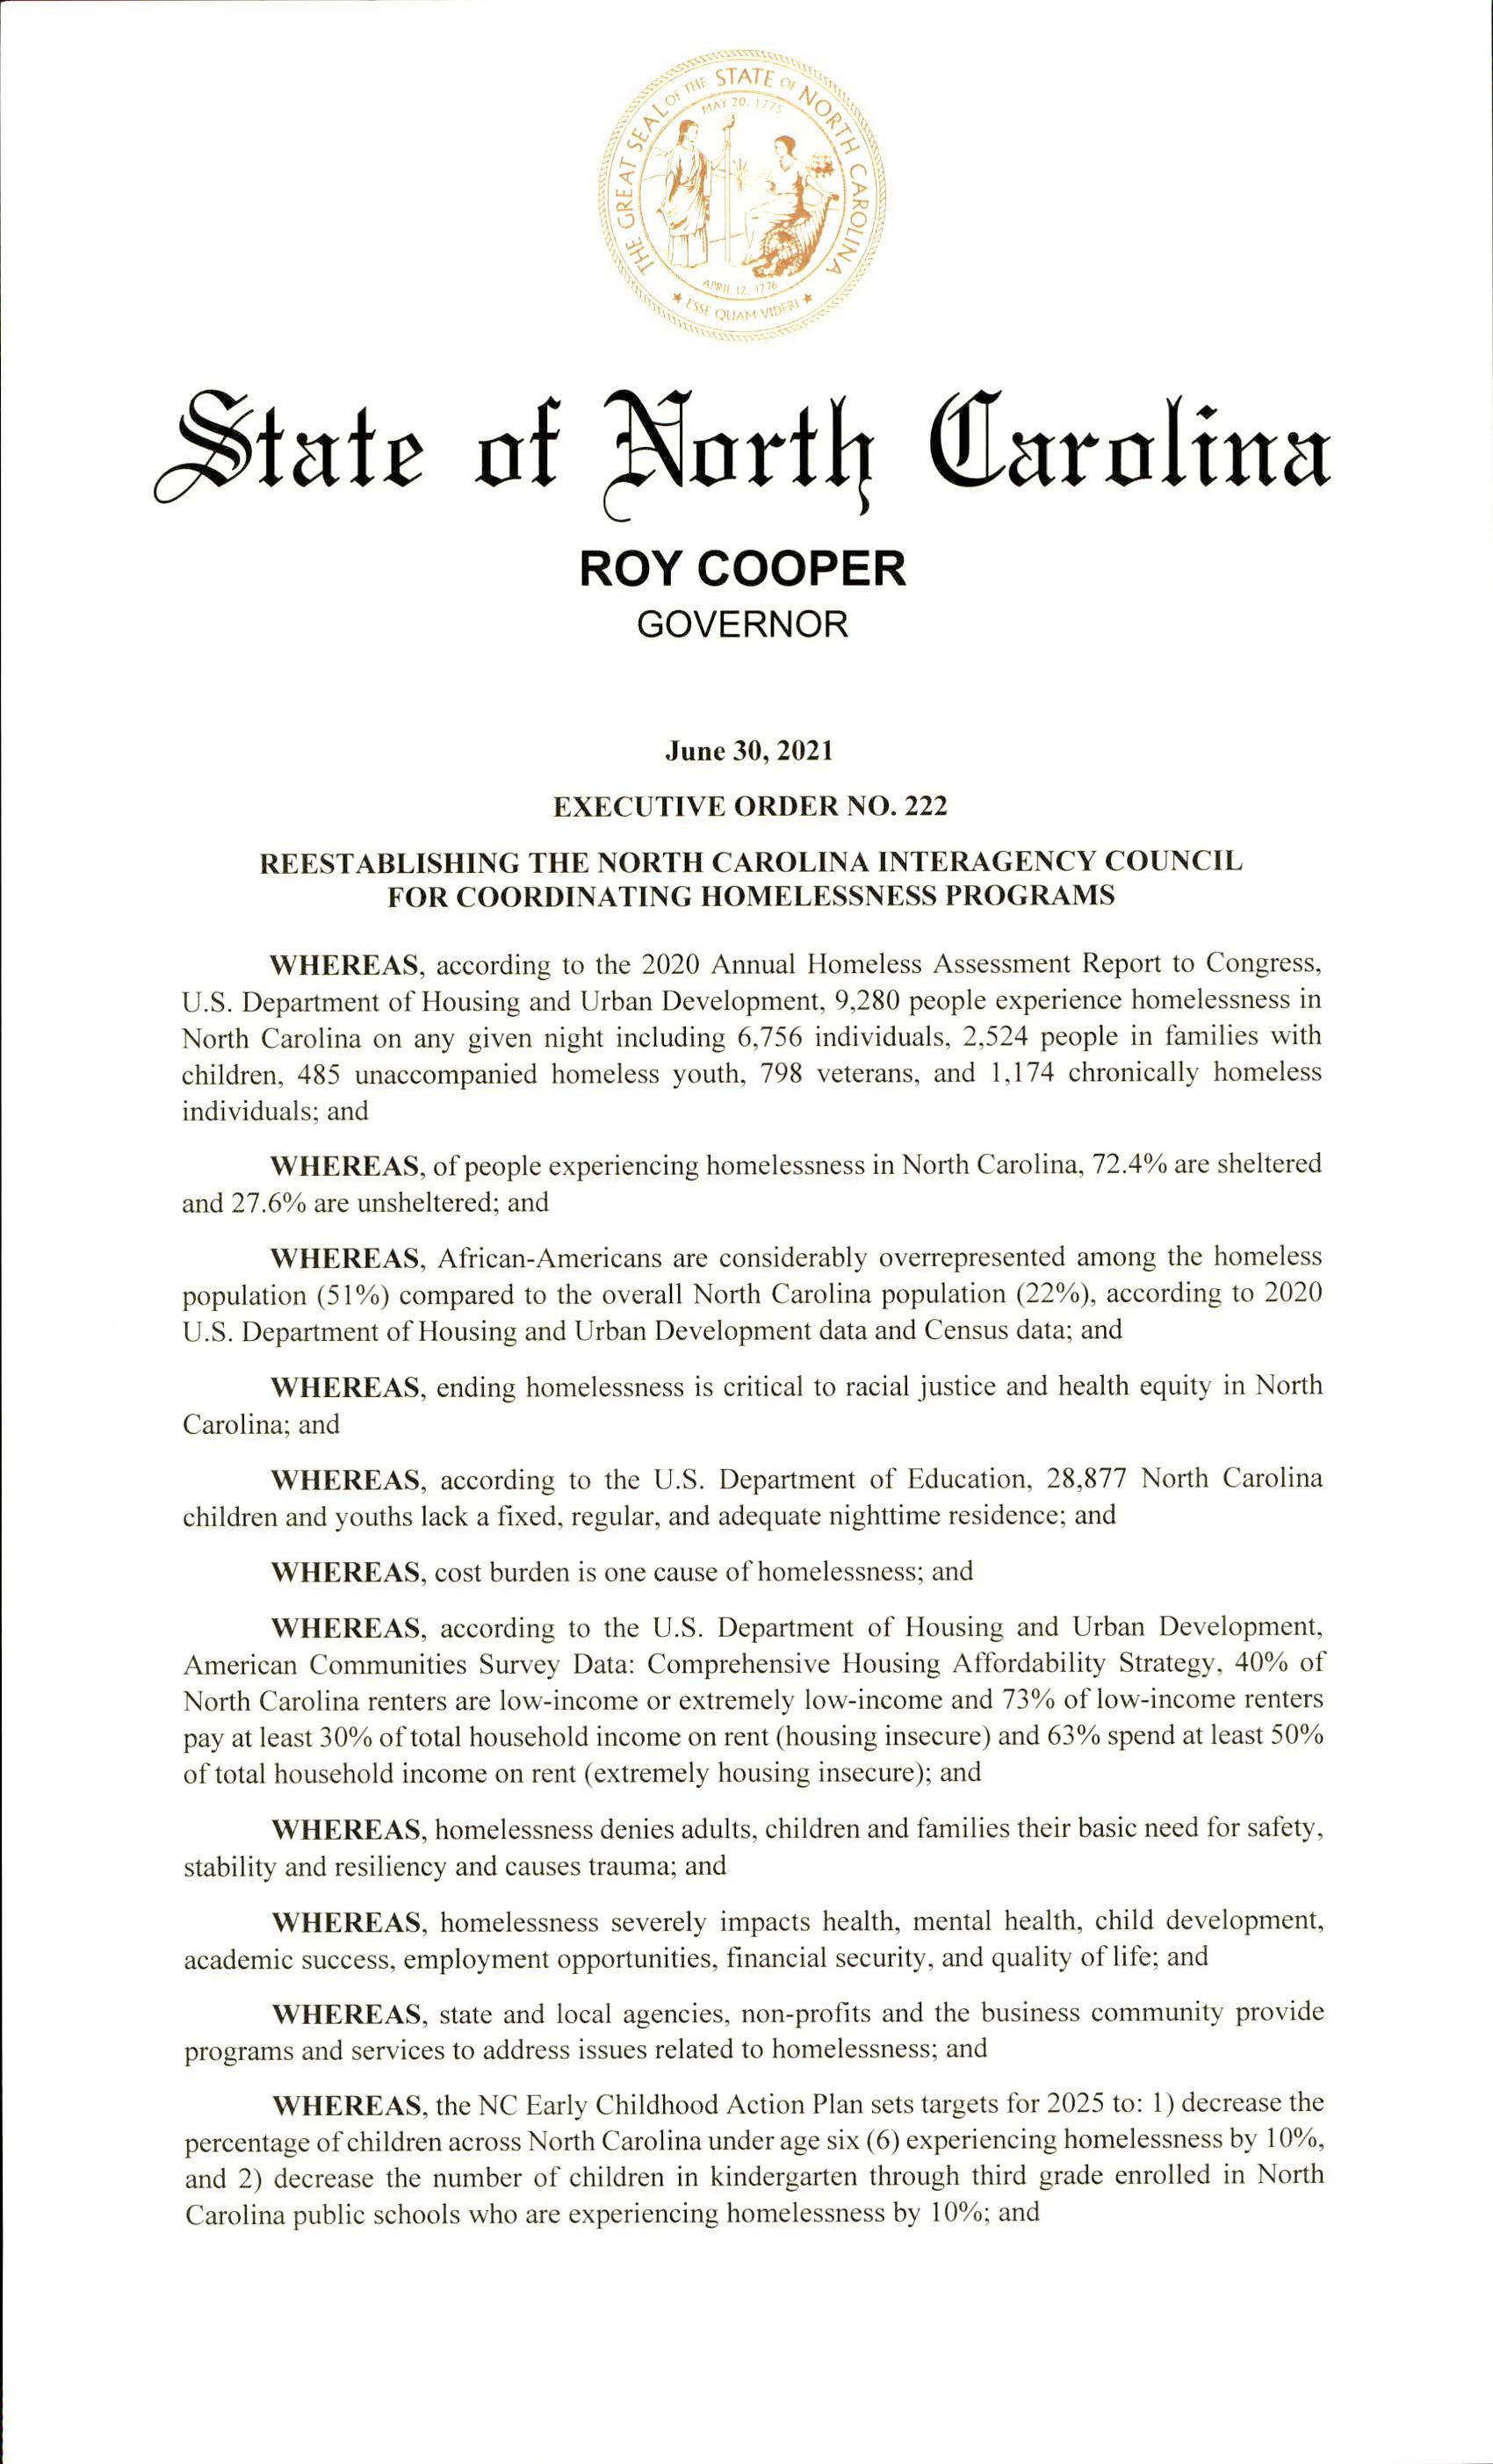 THE GREAT SEAL OF THE STATE OF NORTH CAROLINA
MAY 20, 1775
APRIL 12, 1776
★ ESSE QUAM VIDERI ★
State of North Carolina
ROY COOPER
GOVERNOR
June 30, 2021
EXECUTIVE ORDER NO. 222
REESTABLISHING THE NORTH CAROLINA INTERAGENCY COUNCIL
FOR COORDINATING HOMELESSNESS PROGRAMS
WHEREAS, according to the 2020 Annual Homeless Assessment Report to Congress,
U.S. Department of Housing and Urban Development, 9,280 people experience homelessness in
North Carolina on any given night including 6,756 individuals, 2,524 people in families with
children, 485 unaccompanied homeless youth, 798 veterans, and 1,174 chronically homeless
individuals; and
WHEREAS, of people experiencing homelessness in North Carolina, 72.4% are sheltered
and 27.6% are unsheltered; and
WHEREAS, African-Americans are considerably overrepresented among the homeless
population (51%) compared to the overall North Carolina population (22%), according to 2020
U.S. Department of Housing and Urban Development data and Census data; and
WHEREAS, ending homelessness is critical to racial justice and health equity in North
Carolina; and
WHEREAS, according to the U.S. Department of Education, 28,877 North Carolina
children and youths lack a fixed, regular, and adequate nighttime residence; and
WHEREAS, cost burden is one cause of homelessness; and
WHEREAS, according to the U.S. Department of Housing and Urban Development,
American Communities Survey Data: Comprehensive Housing Affordability Strategy, 40% of
North Carolina renters are low-income or extremely low-income and 73% of low-income renters
pay at least 30% of total household income on rent (housing insecure) and 63% spend at least 50%
of total household income on rent (extremely housing insecure); and
WHEREAS, homelessness denies adults, children and families their basic need for safety,
stability and resiliency and causes trauma; and
WHEREAS, homelessness severely impacts health, mental health, child development,
academic success, employment opportunities, financial security, and quality of life; and
WHEREAS, state and local agencies, non-profits and the business community provide
programs and services to address issues related to homelessness; and
WHEREAS, the NC Early Childhood Action Plan sets targets for 2025 to: 1) decrease the
percentage of children across North Carolina under age six (6) experiencing homelessness by 10%,
and 2) decrease the number of children in kindergarten through third grade enrolled in North
Carolina public schools who are experiencing homelessness by 10%; and